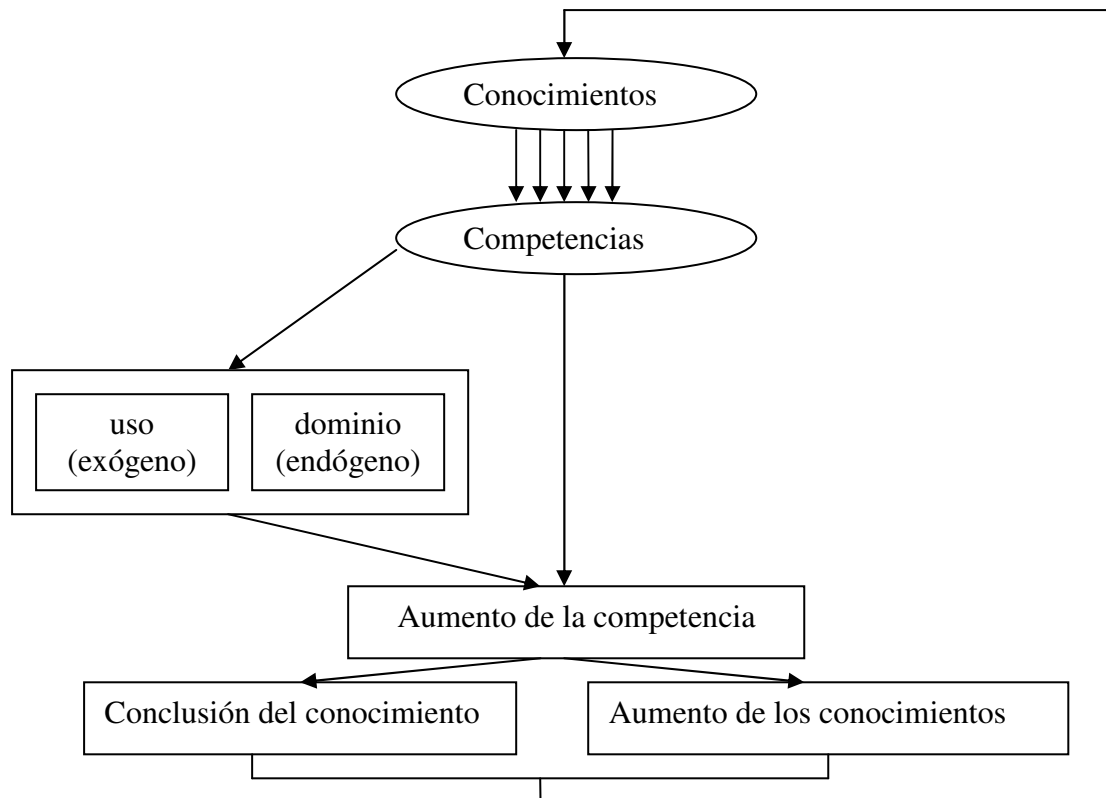 Conocimientos
Competencias
uso
(exógeno)
dominio
(endógeno)
Aumento de la competencia
Conclusión del conocimiento
Aumento de los conocimientos